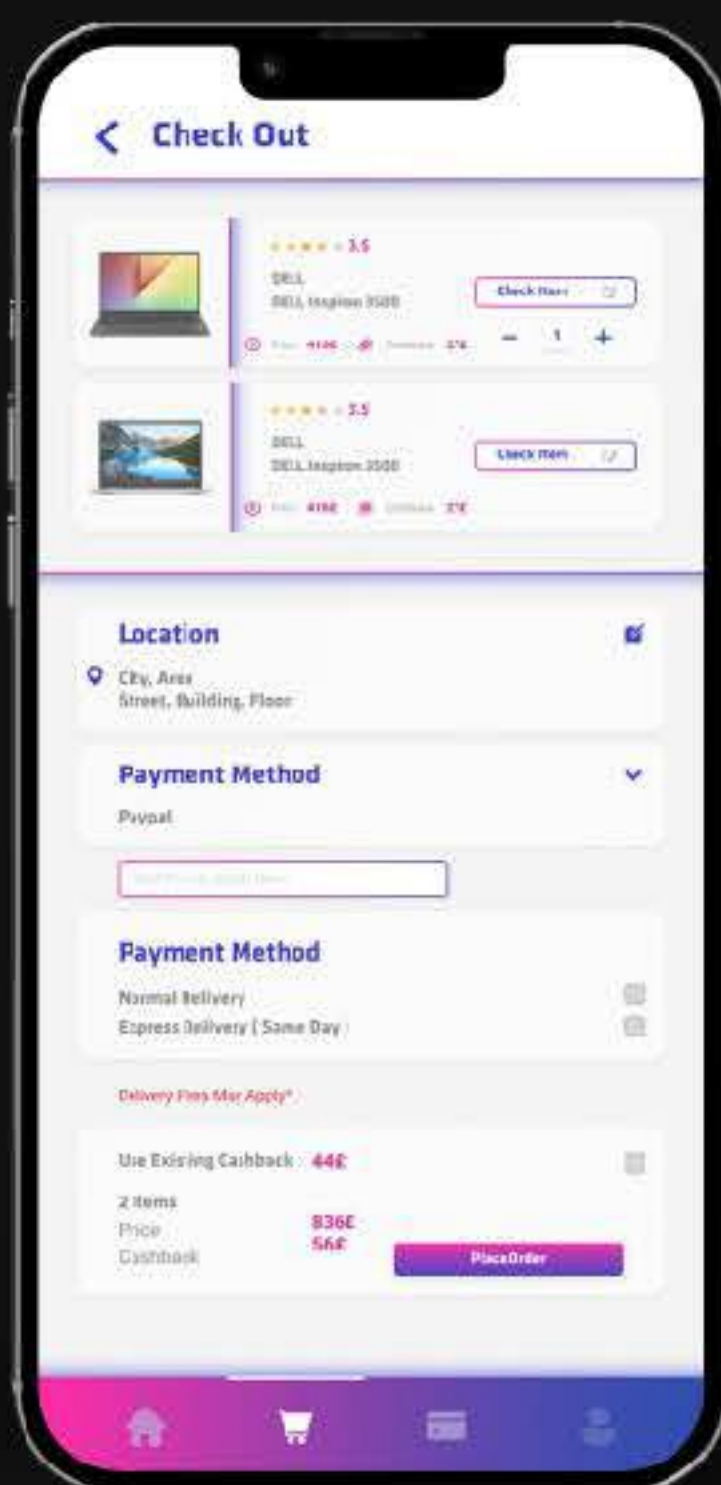 Check Out
3.5
DELL
DELL Inspiron 3500
Check Item
1
3.5
DELL
DELL Inspiron 3500
Check Item
Location
City, Area
Street, Building, Floor
Payment Method
Paypal
Payment Method
Normal Delivery
Express Delivery ( Same Day
Delivery Fees May Apply*
Use Existing Cashback : 44£
2 Items
Price 836£
Cashback 56£
PlaceOrder